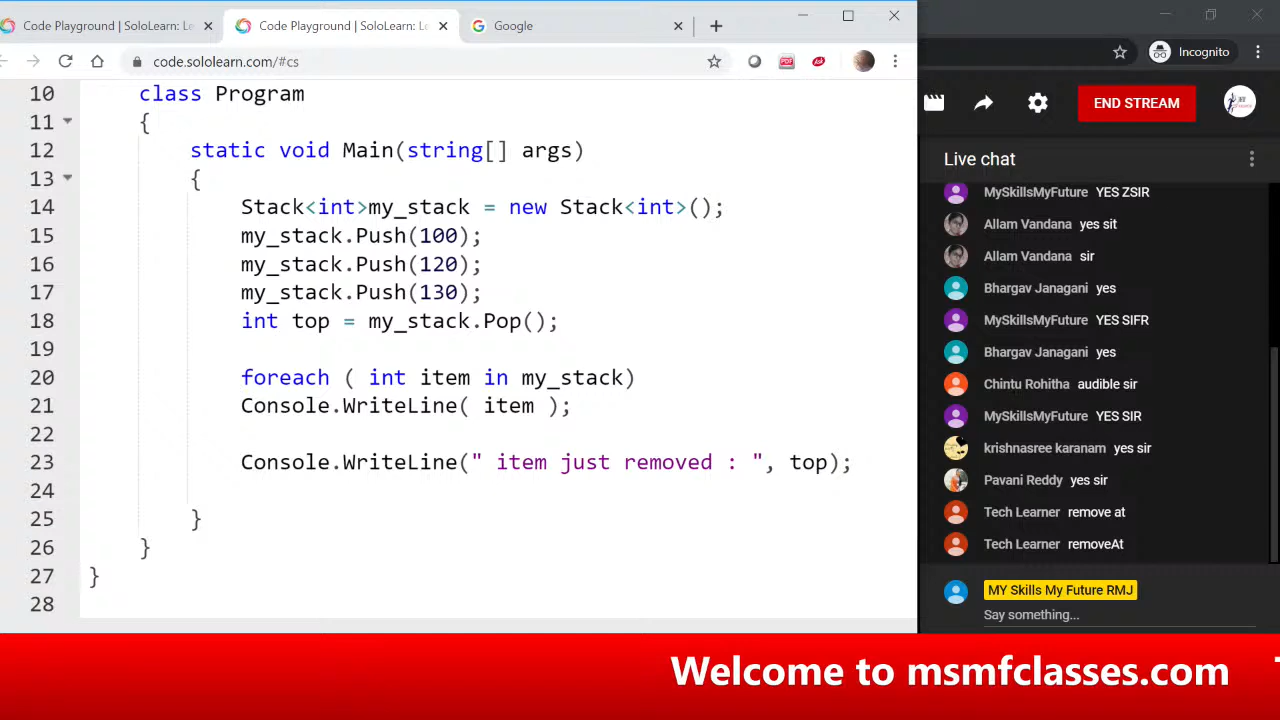 Code Playground | SoloLearn: Le
Code Playground | SoloLearn: Le
Google
code.sololearn.com/#cs
PDF
Ask
10 class Program
11 {
12 static void Main(string[] args)
13 {
14 Stack<int>my_stack = new Stack<int>();
15 my_stack.Push(100);
16 my_stack.Push(120);
17 my_stack.Push(130);
18 int top = my_stack.Pop();
19
20 foreach ( int item in my_stack)
21 Console.WriteLine( item );
22
23 Console.WriteLine(" item just removed : ", top);
24
25 }
26 }
27 }
28
Incognito
END STREAM
Live chat
MySkillsMyFuture YES ZSIR
Allam Vandana yes sit
Allam Vandana sir
Bhargav Janagani yes
MySkillsMyFuture YES SIFR
Bhargav Janagani yes
Chintu Rohitha audible sir
MySkillsMyFuture YES SIR
krishnasree karanam yes sir
Pavani Reddy yes sir
Tech Learner remove at
Tech Learner removeAt
MY Skills My Future RMJ
Say something...
Welcome to msmfclasses.com